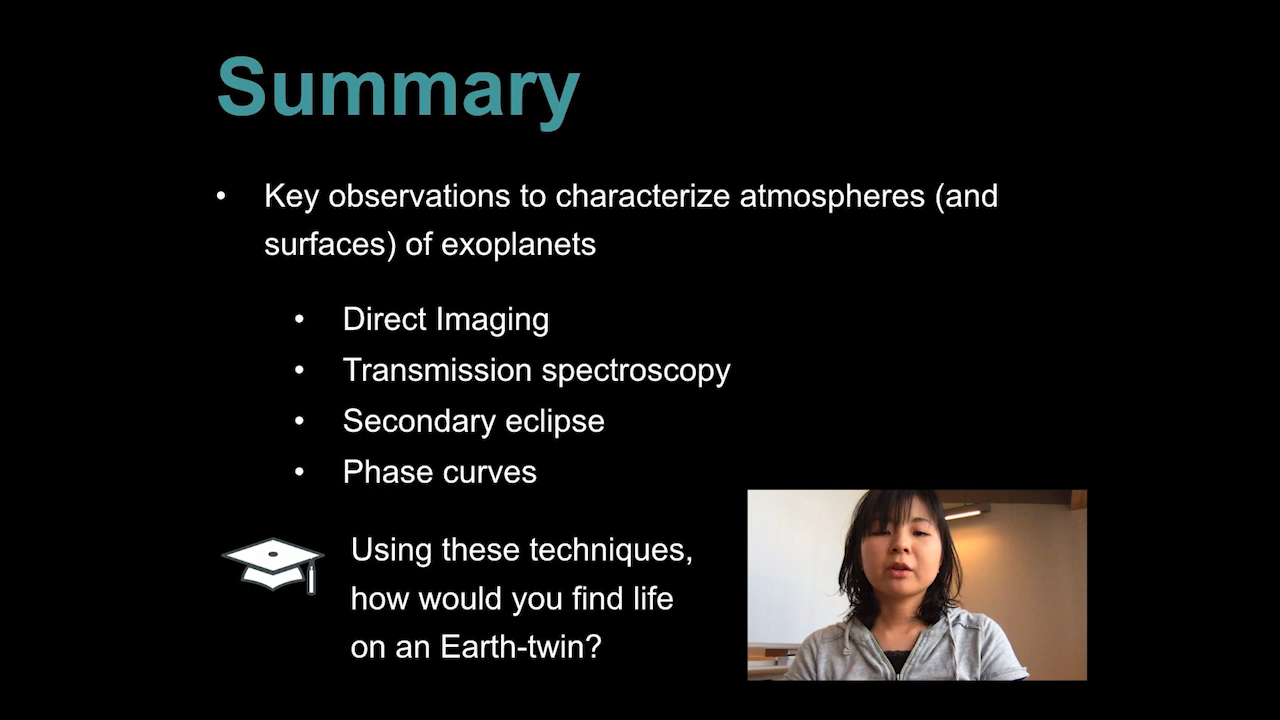 Summary
• Key observations to characterize atmospheres (and
surfaces) of exoplanets
• Direct Imaging
• Transmission spectroscopy
• Secondary eclipse
• Phase curves
Using these techniques,
how would you find life
on an Earth-twin?